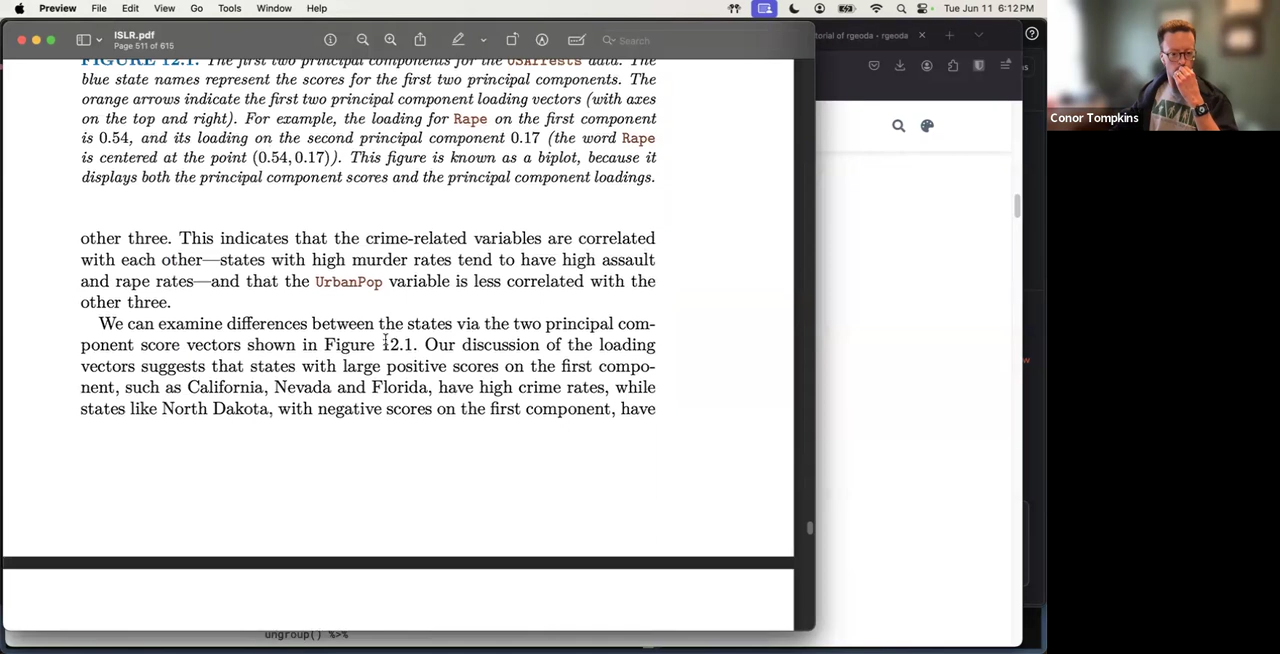 Preview File Edit View Go Tools Window Help
Tue Jun 11 6:12 PM
ISLR.pdf
Page 511 of 615
Search
torial of rgeoda - rgeoda
FIGURE 12.1. The first two principal components for the USArrests data. The
blue state names represent the scores for the first two principal components. The
orange arrows indicate the first two principal component loading vectors (with axes
on the top and right). For example, the loading for Rape on the first component
is 0.54, and its loading on the second principal component 0.17 (the word Rape
is centered at the point (0.54, 0.17)). This figure is known as a biplot, because it
displays both the principal component scores and the principal component loadings.
other three. This indicates that the crime-related variables are correlated
with each other—states with high murder rates tend to have high assault
and rape rates—and that the UrbanPop variable is less correlated with the
other three.
We can examine differences between the states via the two principal com-
ponent score vectors shown in Figure 12.1. Our discussion of the loading
vectors suggests that states with large positive scores on the first compo-
nent, such as California, Nevada and Florida, have high crime rates, while
states like North Dakota, with negative scores on the first component, have
ungroup() %>%
Conor Tompkins